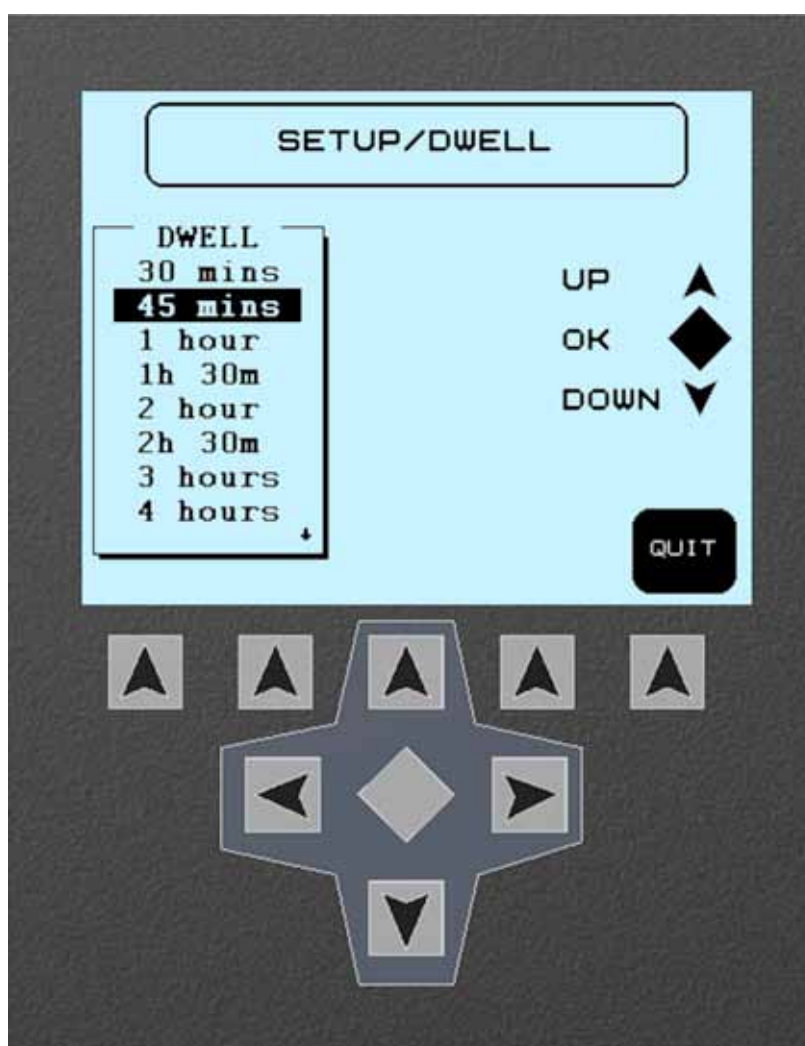 SETUP/DWELL
DWELL
30 mins
45 mins
1 hour
1h 30m
2 hour
2h 30m
3 hours
4 hours
UP
OK
DOWN
QUIT